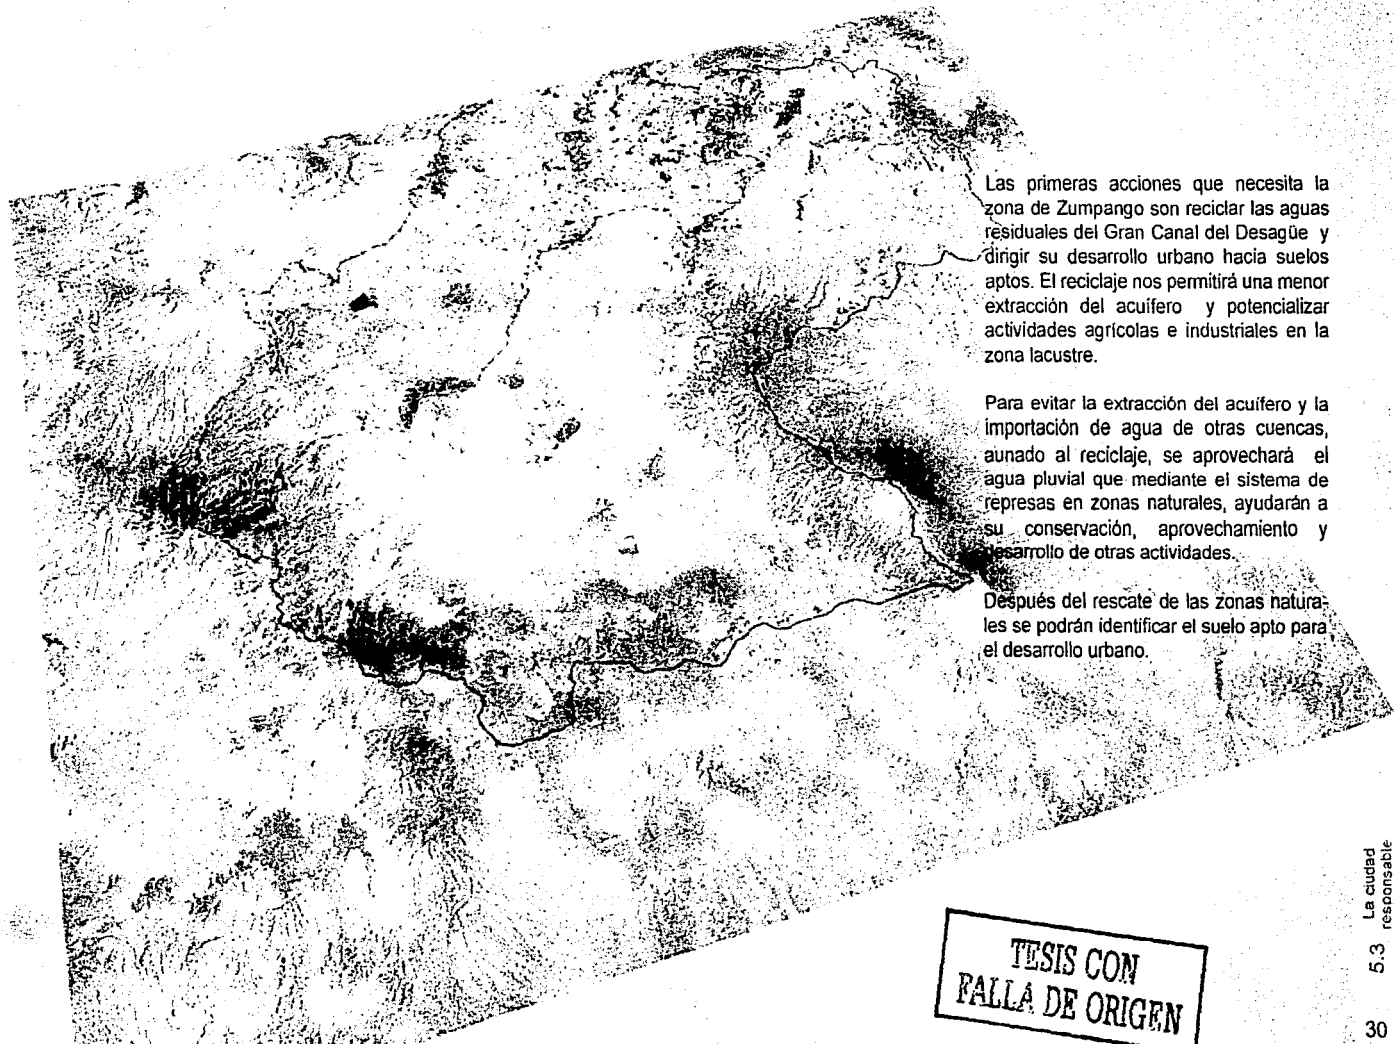 Las primeras acciones que necesita la
zona de Zumpango son reciclar las aguas
residuales del Gran Canal del Desagüe y
dirigir su desarrollo urbano hacia suelos
aptos. El reciclaje nos permitirá una menor
extracción del acuífero y potencializar
actividades agrícolas e industriales en la
zona lacustre.
Para evitar la extracción del acuífero y la
importación de agua de otras cuencas,
aunado al reciclaje, se aprovechará el
agua pluvial que mediante el sistema de
represas en zonas naturales, ayudarán a
su conservación, aprovechamiento y
desarrollo de otras actividades.
Después del rescate de las zonas natura-
les se podrán identificar el suelo apto para
el desarrollo urbano.
La ciudad
responsable
5.3
30
TESIS CON
FALLA DE ORIGEN